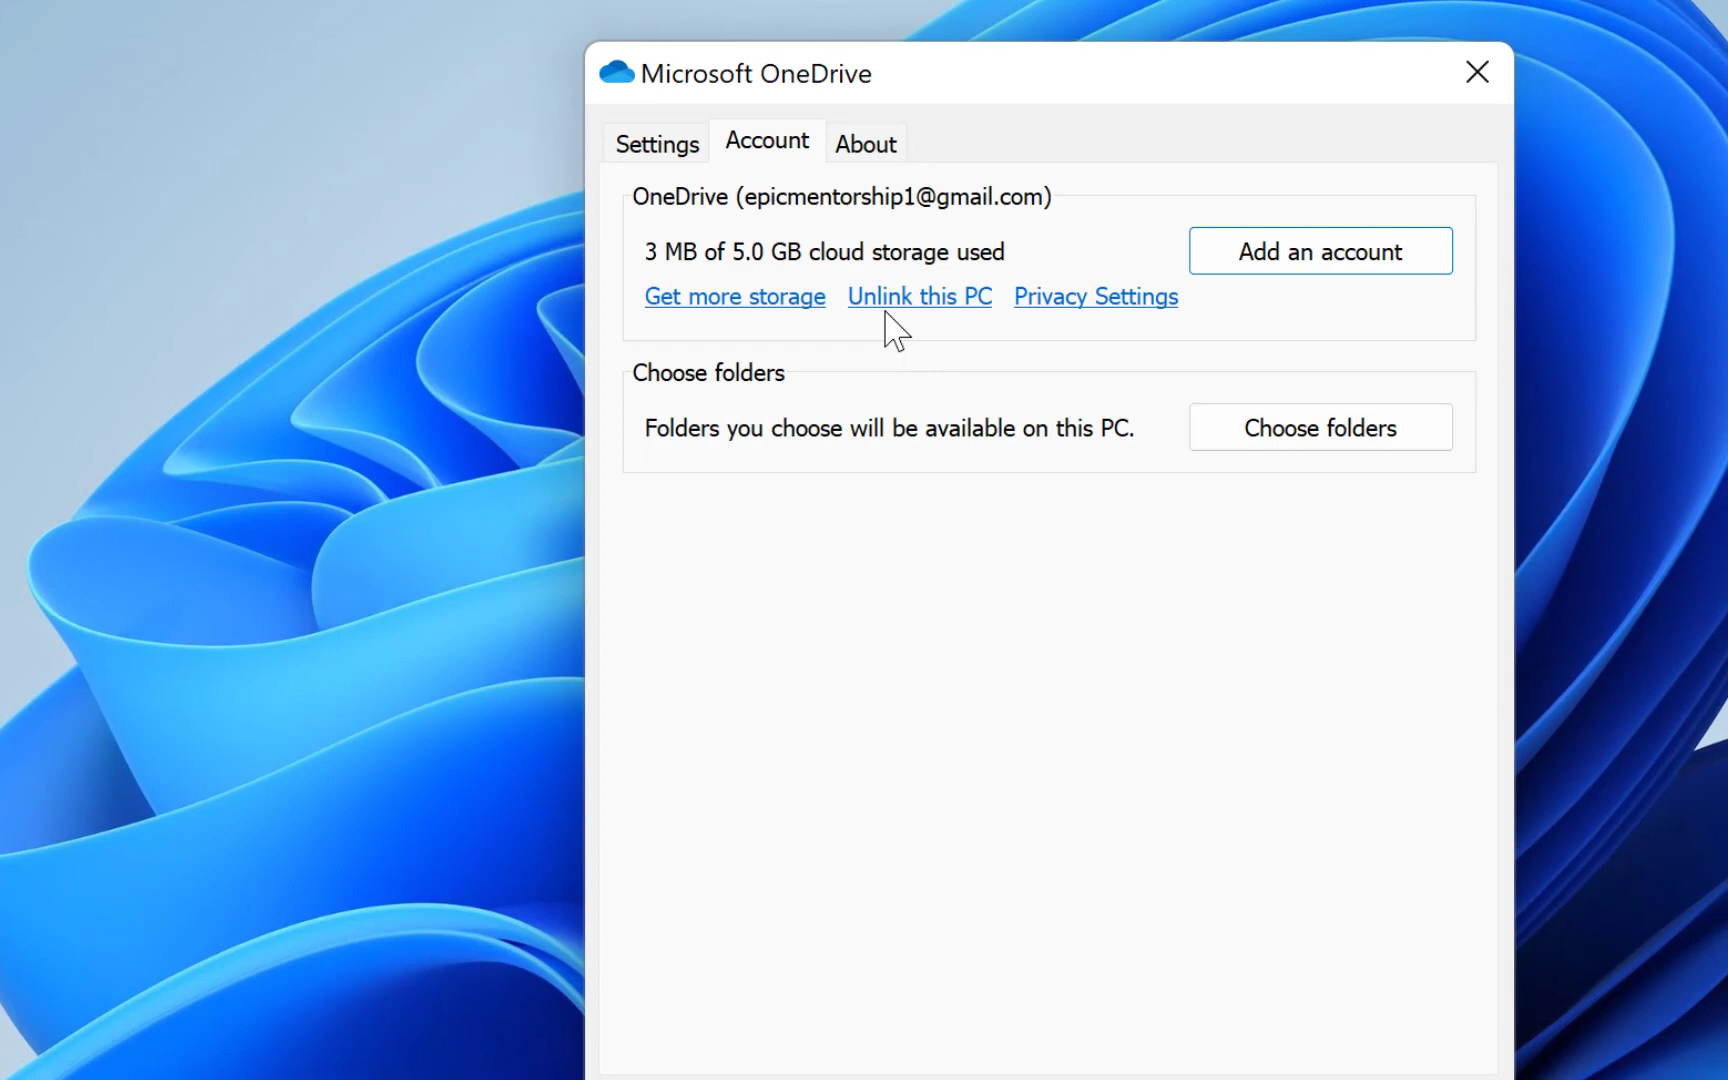 Microsoft OneDrive
Settings Account About
OneDrive (epicmentorship1@gmail.com)
3 MB of 5.0 GB cloud storage used
Add an account
Get more storage Unlink this PC Privacy Settings
Choose folders
Folders you choose will be available on this PC.
Choose folders